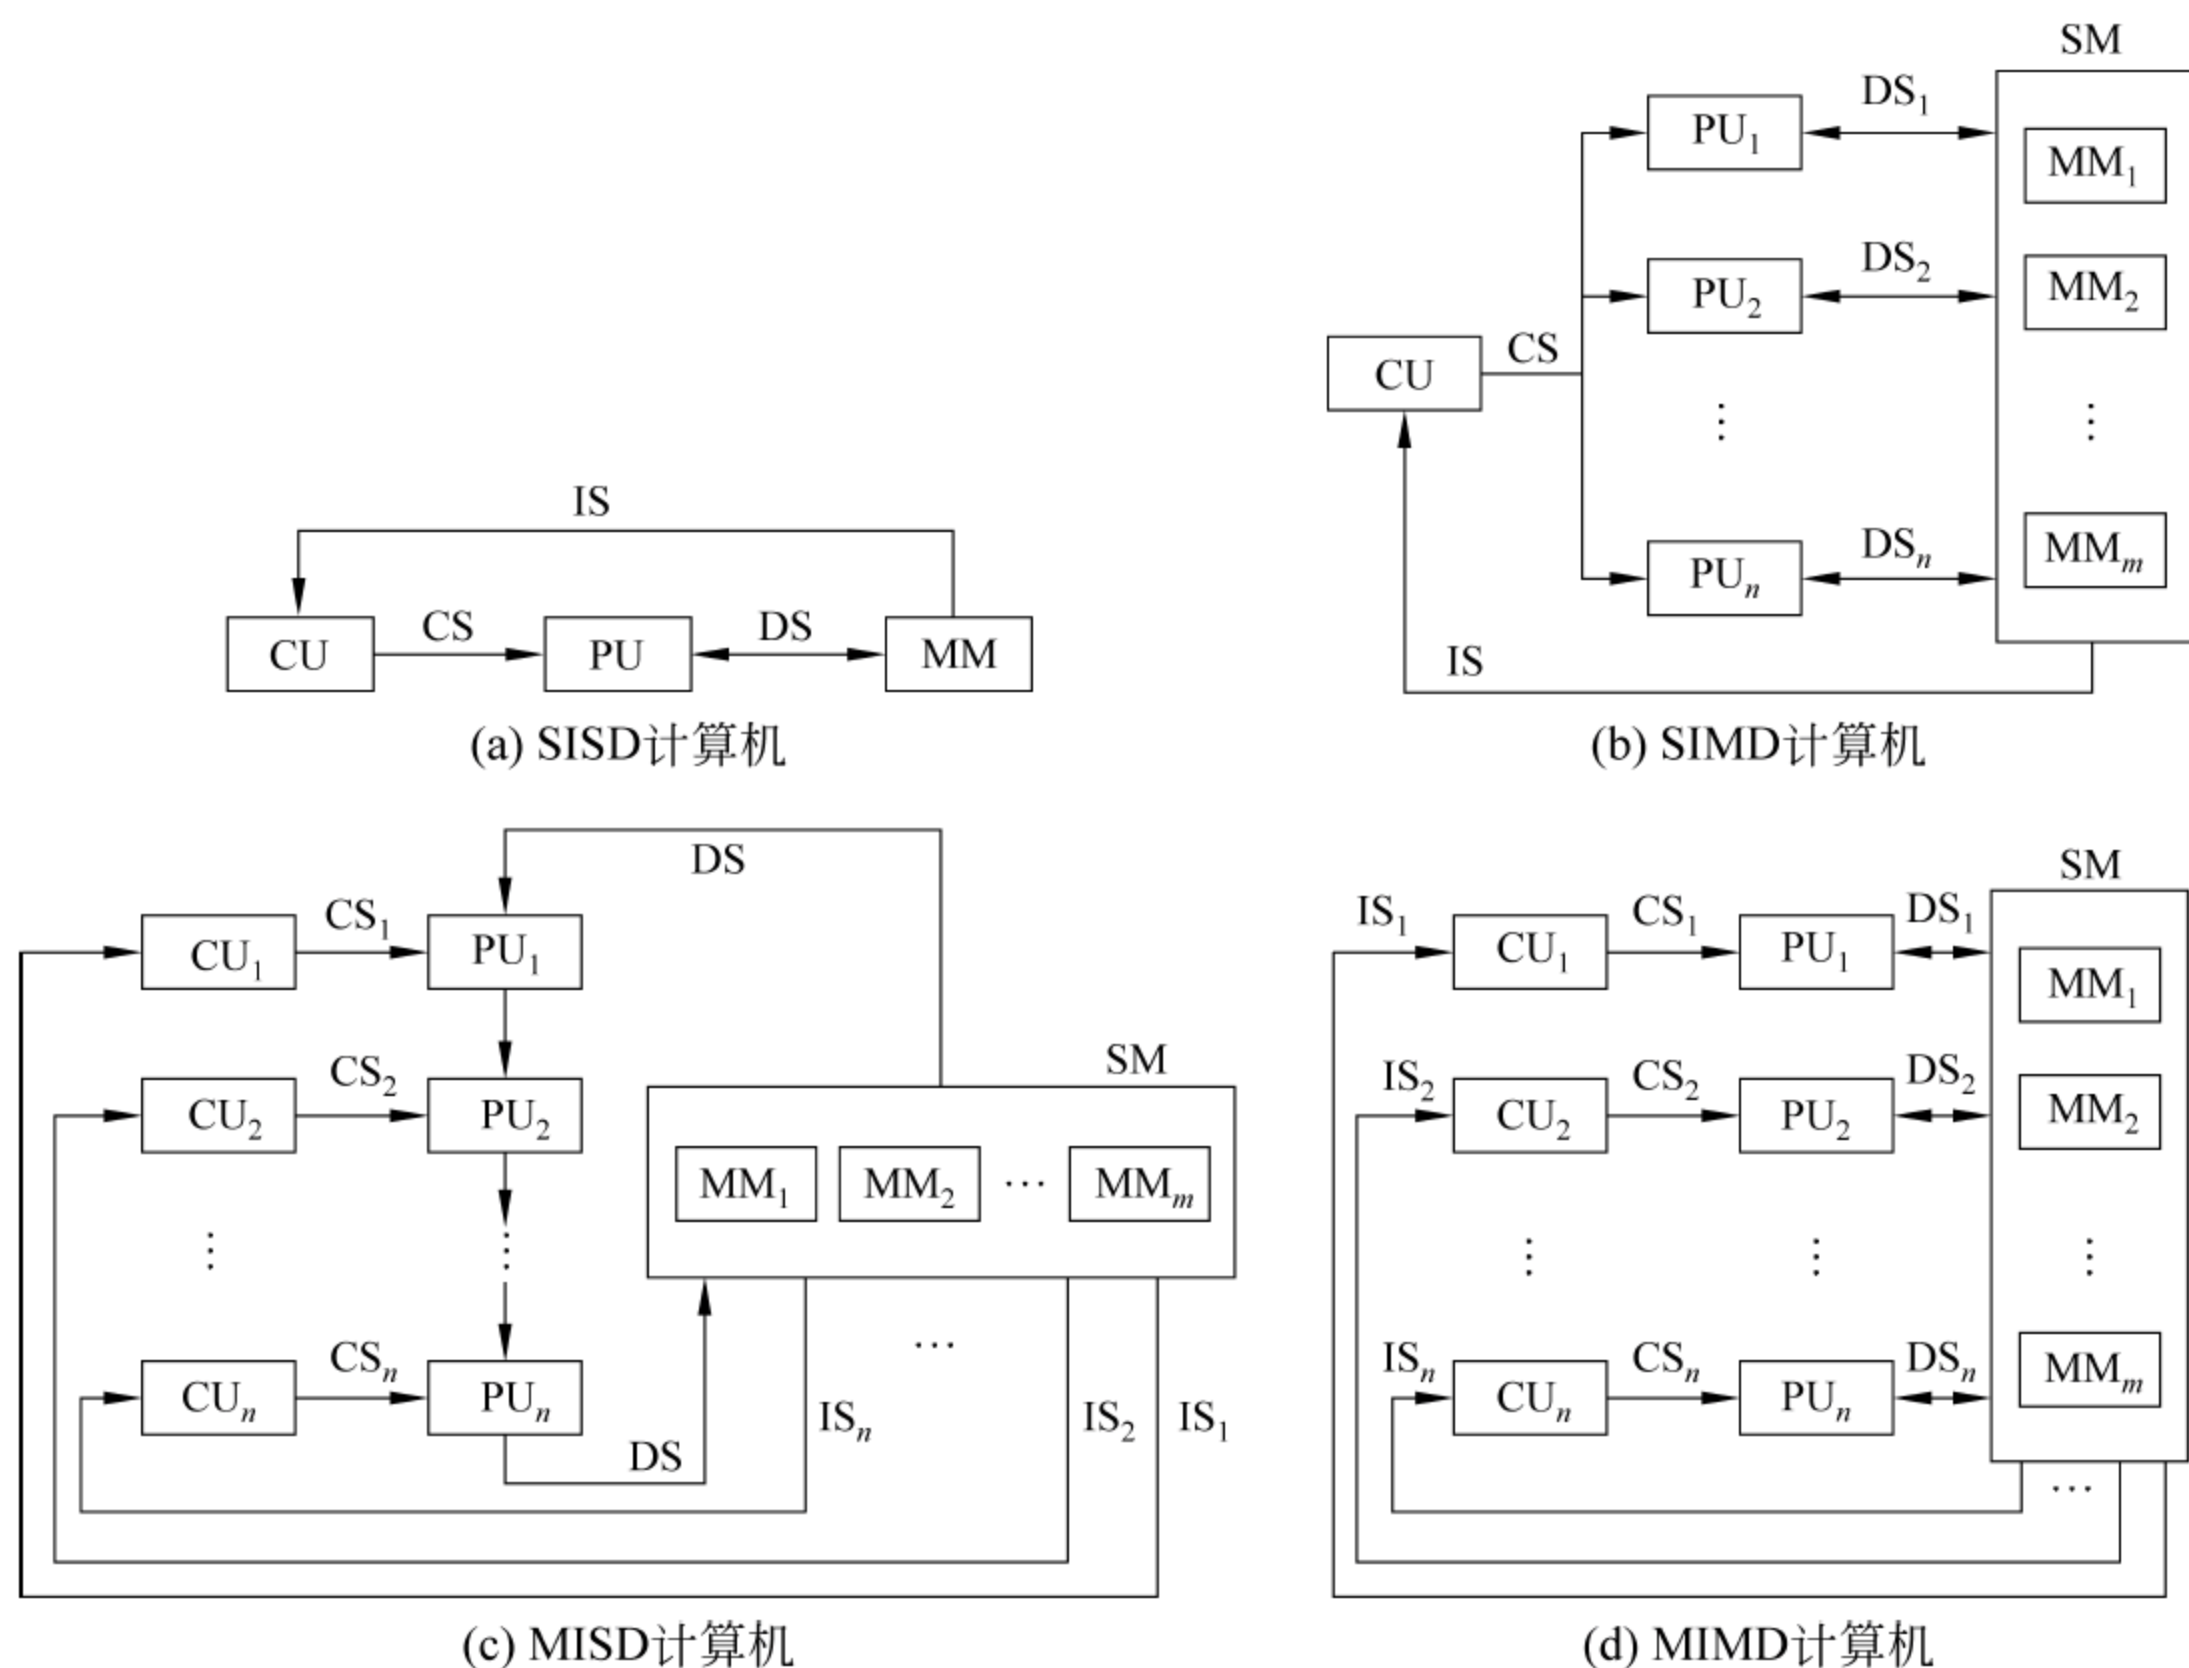 IS
CU CS PU DS MM
(a) SISD计算机
SM
PU₁ DS₁ MM₁
PU₂ DS₂ MM₂
CU CS
⋮ ⋮
PUₙ DSₙ MMₘ
IS
(b) SIMD计算机
DS
CU₁ CS₁ PU₁
SM
CU₂ CS₂ PU₂
MM₁ MM₂ … MMₘ
⋮ ⋮
…
CUₙ CSₙ PUₙ
ISₙ IS₂ IS₁
DS
(c) MISD计算机
SM
IS₁ CU₁ CS₁ PU₁ DS₁ MM₁
IS₂ CU₂ CS₂ PU₂ DS₂ MM₂
⋮ ⋮ ⋮
ISₙ CUₙ CSₙ PUₙ DSₙ MMₘ
…
(d) MIMD计算机